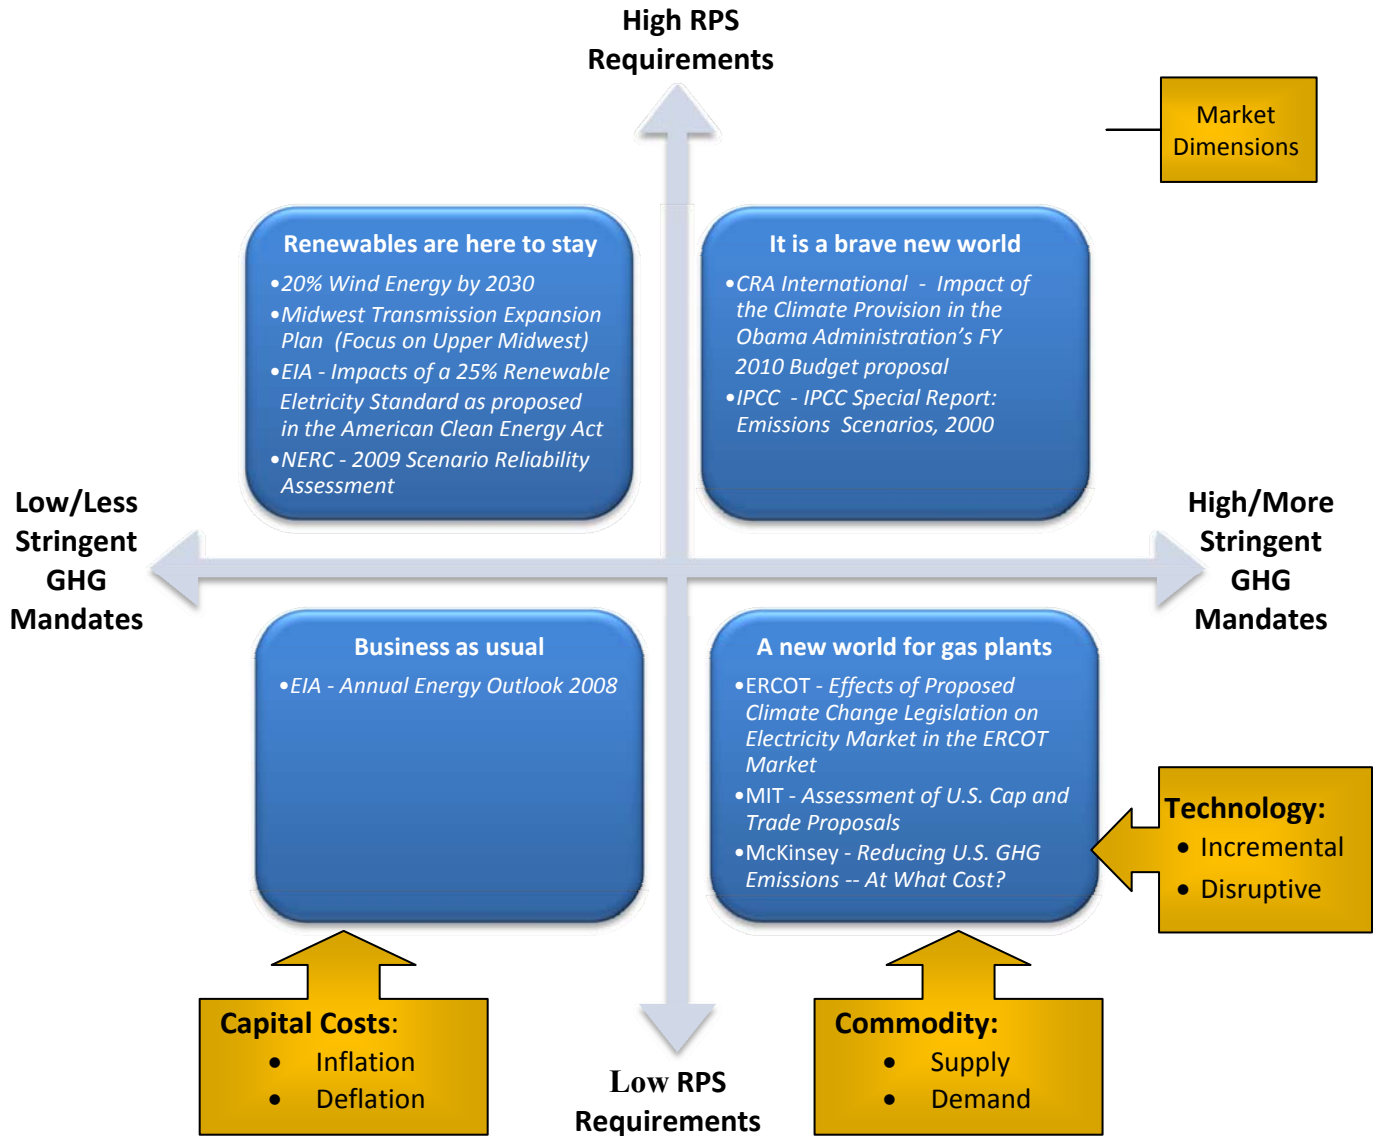 High RPS
Requirements
Market
Dimensions
Renewables are here to stay
•20% Wind Energy by 2030
•Midwest Transmission Expansion
Plan (Focus on Upper Midwest)
•EIA - Impacts of a 25% Renewable
Eletricity Standard as proposed
in the American Clean Energy Act
•NERC - 2009 Scenario Reliability
Assessment
It is a brave new world
•CRA International - Impact of
the Climate Provision in the
Obama Administration's FY
2010 Budget proposal
•IPCC - IPCC Special Report:
Emissions Scenarios, 2000
Low/Less
Stringent
GHG
Mandates
High/More
Stringent
GHG
Mandates
Business as usual
•EIA - Annual Energy Outlook 2008
A new world for gas plants
•ERCOT - Effects of Proposed
Climate Change Legislation on
Electricity Market in the ERCOT
Market
•MIT - Assessment of U.S. Cap and
Trade Proposals
•McKinsey - Reducing U.S. GHG
Emissions -- At What Cost?
Technology:
• Incremental
• Disruptive
Capital Costs:
• Inflation
• Deflation
Low RPS
Requirements
Commodity:
• Supply
• Demand